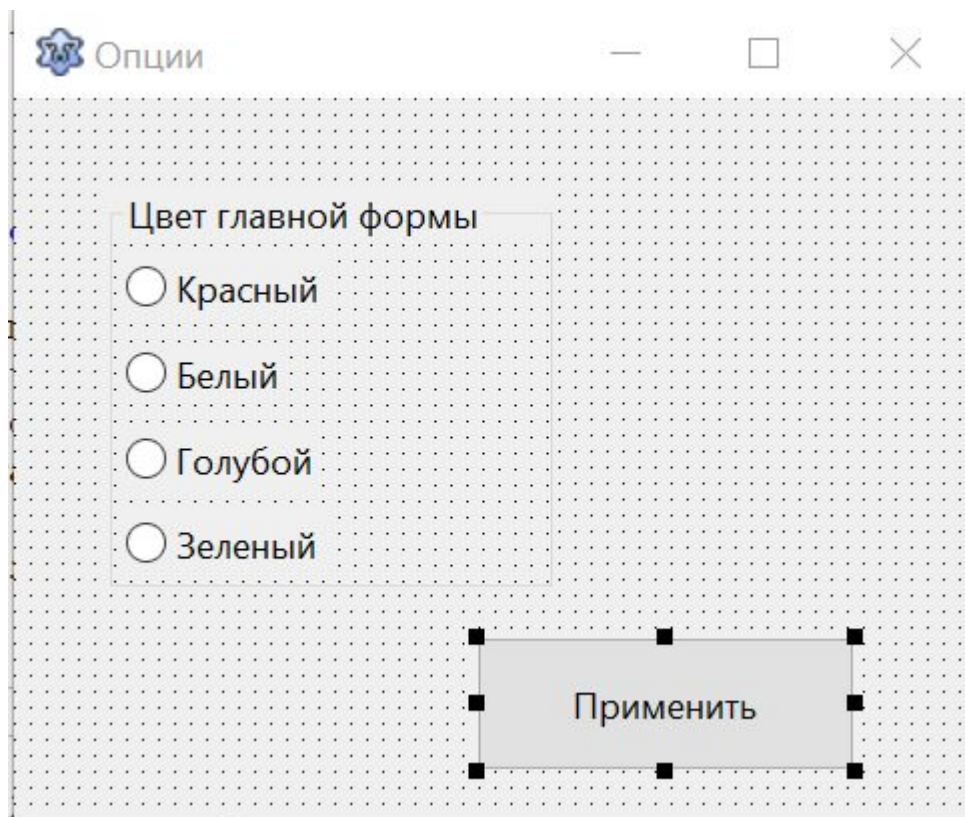 Опции
Цвет главной формы
Красный
Белый
Голубой
Зеленый
Применить